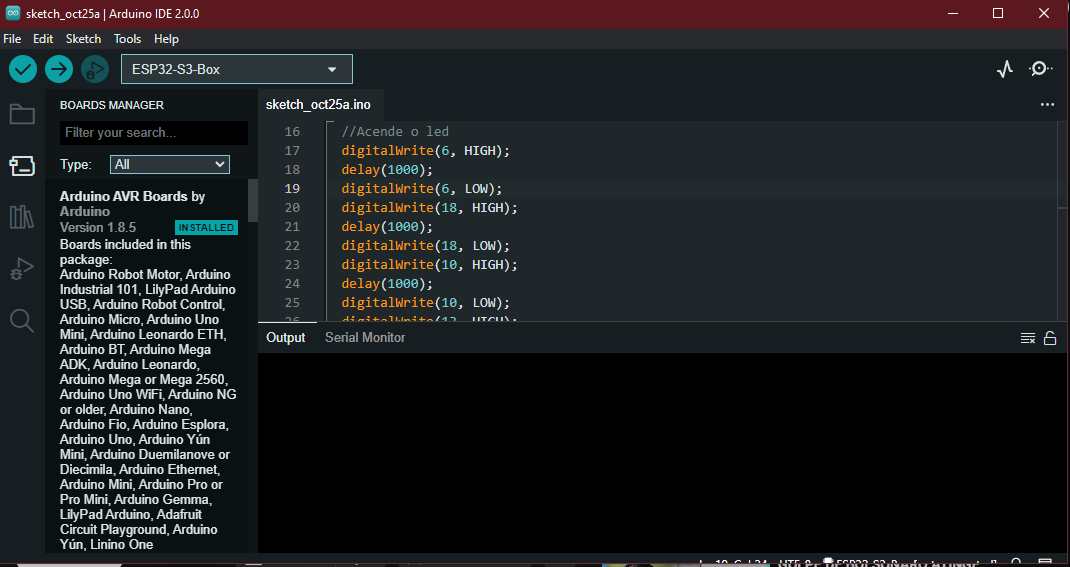 sketch_oct25a | Arduino IDE 2.0.0
File Edit Sketch Tools Help
ESP32-S3-Box
BOARDS MANAGER
Filter your search...
Type: All
Arduino AVR Boards by
Arduino
Version 1.8.5 INSTALLED
Boards included in this
package:
Arduino Robot Motor, Arduino
Industrial 101, LilyPad Arduino
USB, Arduino Robot Control,
Arduino Micro, Arduino Uno
Mini, Arduino Leonardo ETH,
Arduino BT, Arduino Mega
ADK, Arduino Leonardo,
Arduino Mega or Mega 2560,
Arduino Uno WiFi, Arduino NG
or older, Arduino Nano,
Arduino Fio, Arduino Esplora,
Arduino Uno, Arduino Yún
Mini, Arduino Duemilanove or
Diecimila, Arduino Ethernet,
Arduino Mini, Arduino Pro or
Pro Mini, Arduino Gemma,
LilyPad Arduino, Adafruit
Circuit Playground, Arduino
Yún, Linino One
sketch_oct25a.ino
16 //Acende o led
17 digitalWrite(6, HIGH);
18 delay(1000);
19 digitalWrite(6, LOW);
20 digitalWrite(18, HIGH);
21 delay(1000);
22 digitalWrite(18, LOW);
23 digitalWrite(10, HIGH);
24 delay(1000);
25 digitalWrite(10, LOW);
Output Serial Monitor